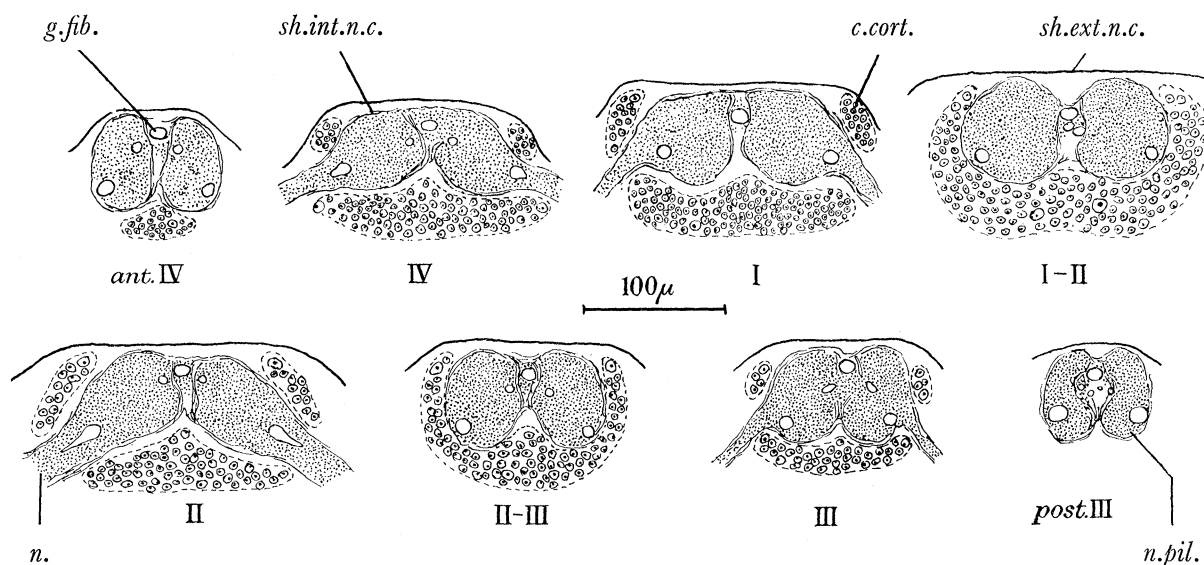 g.fib. sh.int.n.c. c.cort. sh.ext.n.c.
ant.IV IV I I-II
100μ
II II-III III post.III
n. n.pil.